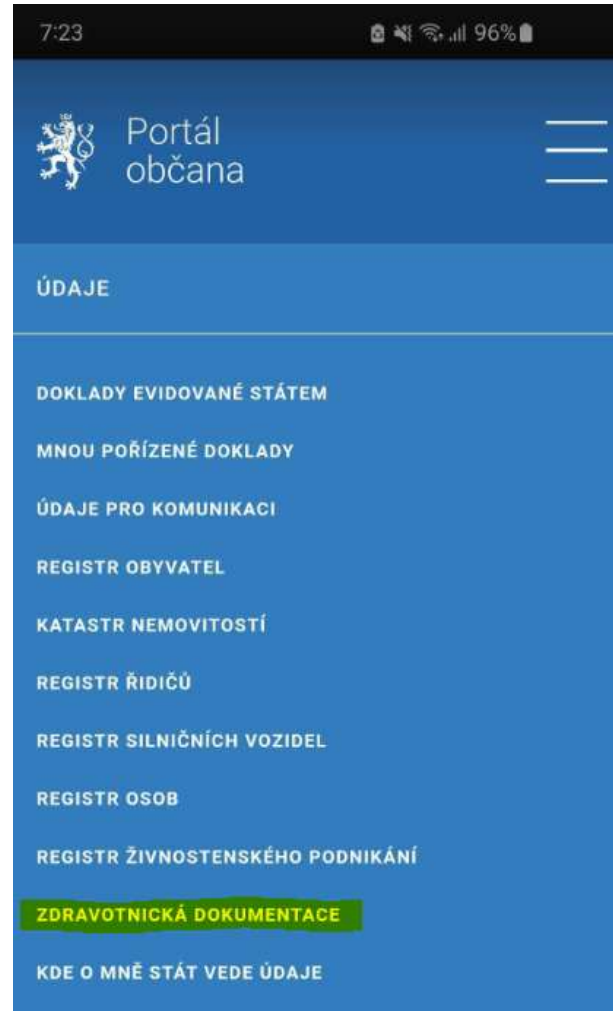 7:23
96%
Portál
občana
ÚDAJE
DOKLADY EVIDOVANÉ STÁTEM
MNOU POŘÍZENÉ DOKLADY
ÚDAJE PRO KOMUNIKACI
REGISTR OBYVATEL
KATASTR NEMOVITOSTÍ
REGISTR ŘIDIČŮ
REGISTR SILNIČNÍCH VOZIDEL
REGISTR OSOB
REGISTR ŽIVNOSTENSKÉHO PODNIKÁNÍ
ZDRAVOTNICKÁ DOKUMENTACE
KDE O MNĚ STÁT VEDE ÚDAJE